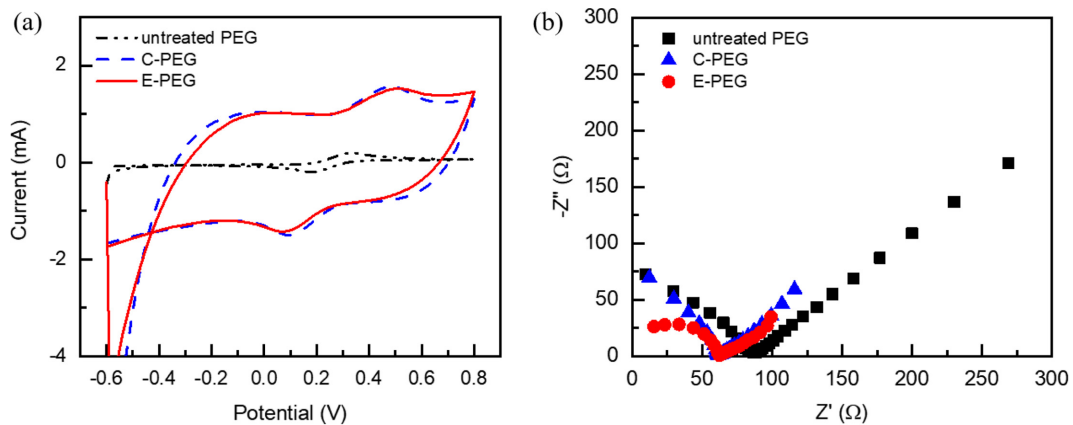 (a)
untreated PEG
C-PEG
E-PEG
2
0
-2
-4
Current (mA)
-0.6 -0.4 -0.2 0.0 0.2 0.4 0.6 0.8
Potential (V)
(b)
untreated PEG
C-PEG
E-PEG
300
250
200
150
100
50
0
-Z" (Ω)
0 50 100 150 200 250 300
Z' (Ω)